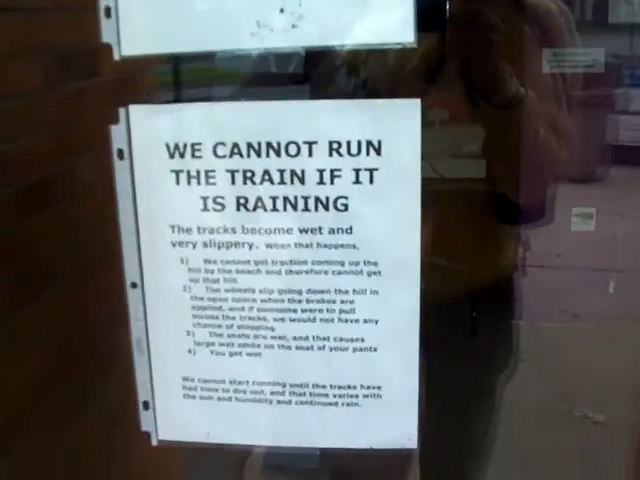 WE CANNOT RUN
THE TRAIN IF IT
IS RAINING
The tracks become wet and
very slippery. When that happens,
1) We cannot get traction coming up the
hill by the beach and therefore cannot get
up that hill
2) The wheels slip going down the hill in
the open space when the brakes are
applied, and if someone were to pull
across the tracks, we would not have any
chance of stopping
3) The seats are wet, and that causes
large wet spots on the seat of your pants
4) You get wet
We cannot start running until the tracks have
had time to dry out, and that time varies with
the sun and humidity and continued rain.